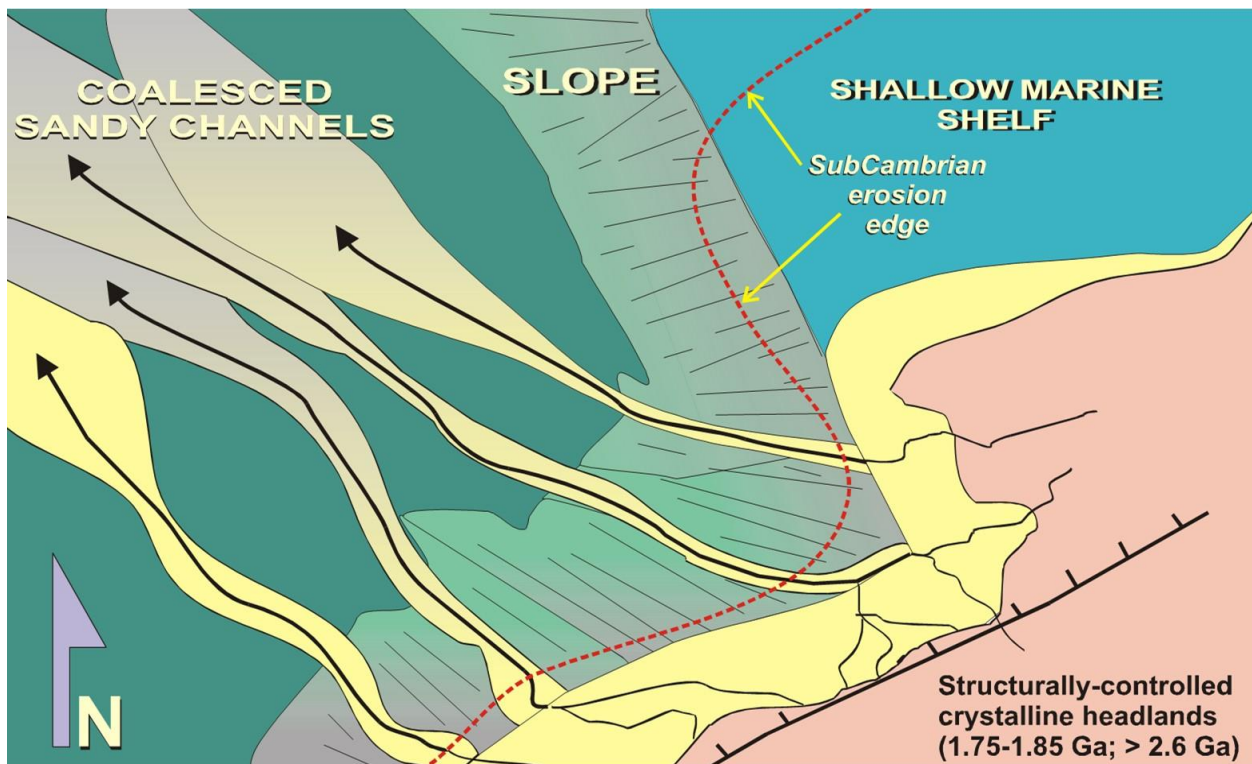 COALESCED
SANDY CHANNELS
SLOPE
SHALLOW MARINE
SHELF
SubCambrian
erosion
edge
N
Structurally-controlled
crystalline headlands
(1.75-1.85 Ga; > 2.6 Ga)